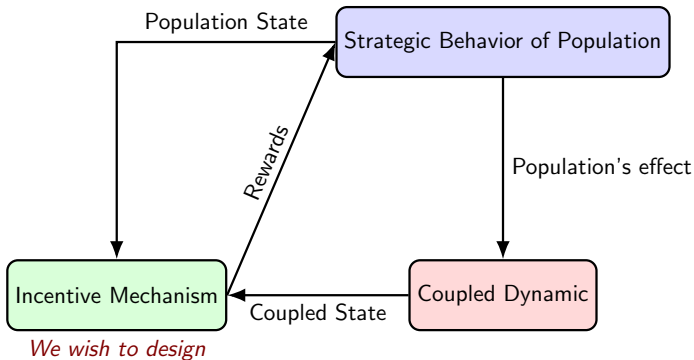 Population State
Strategic Behavior of Population
Rewards
Population's effect
Incentive Mechanism
Coupled State
Coupled Dynamic
We wish to design